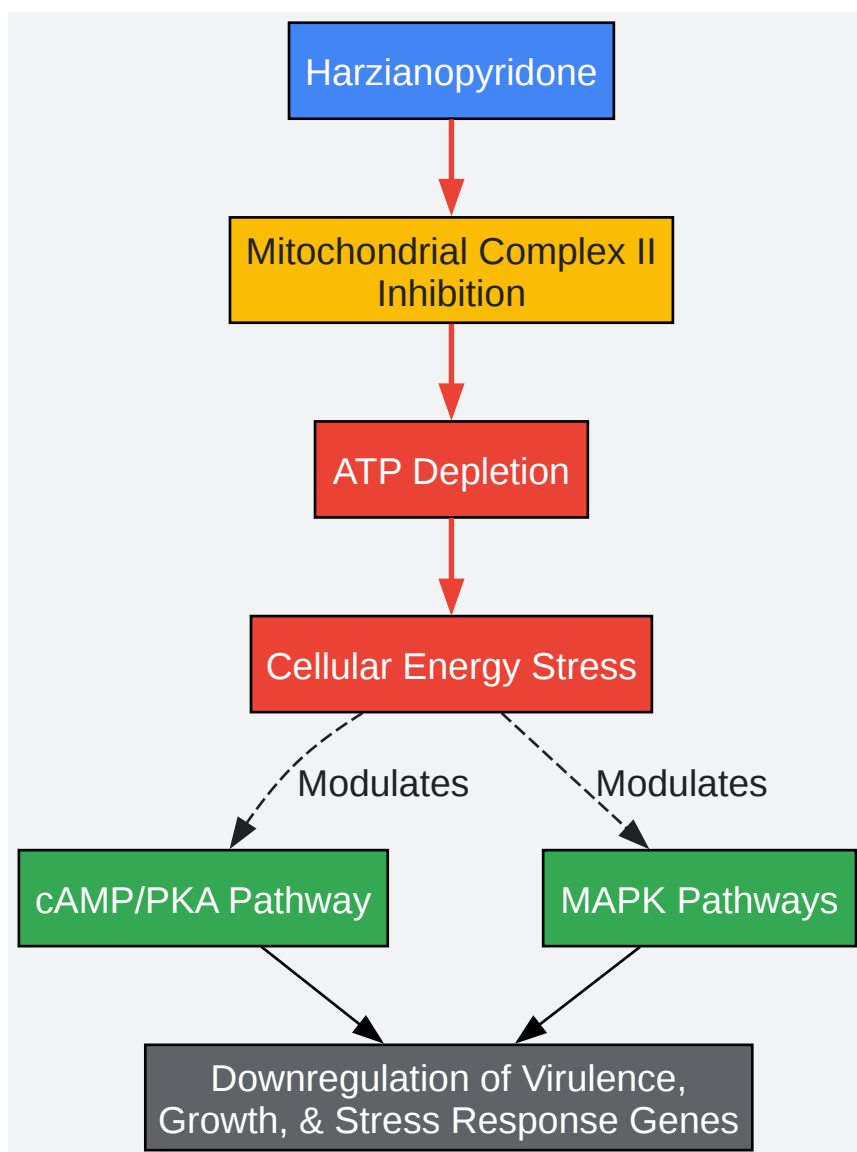 Harzianopyridone
Mitochondrial Complex II
Inhibition
ATP Depletion
Cellular Energy Stress
Modulates
Modulates
cAMP/PKA Pathway
MAPK Pathways
Downregulation of Virulence,
Growth, & Stress Response Genes